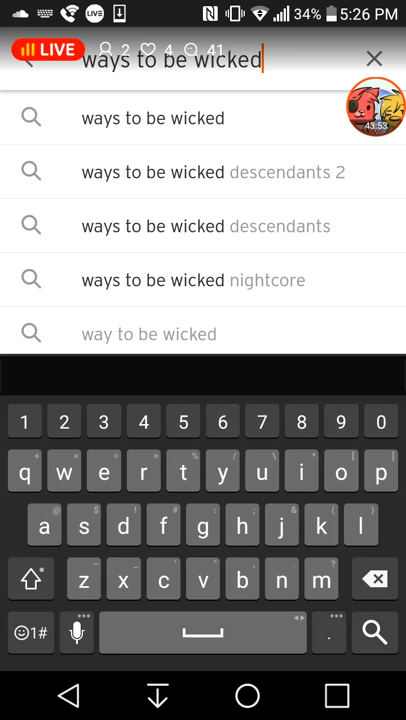 LIVE 34% 5:26 PM
LIVE 2 4 41
ways to be wicked
ways to be wicked
43:53
ways to be wicked descendants 2
ways to be wicked descendants
ways to be wicked nightcore
way to be wicked
1 2 3 4 5 6 7 8 9 0
q w e r t y u i o p
a s d f g h j k l
z x c v b n m
1# .